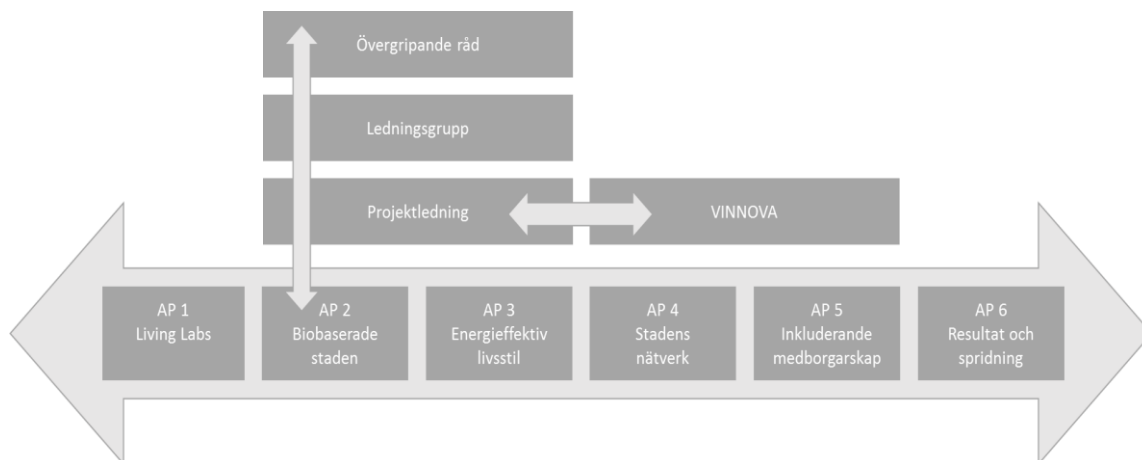 Övergripande råd
Ledningsgrupp
Projektledning
VINNOVA
AP 1
Living Labs
AP 2
Biobaserade
staden
AP 3
Energieffektiv
livsstil
AP 4
Stadens
nätverk
AP 5
Inkluderande
medborgarskap
AP 6
Resultat och
spridning